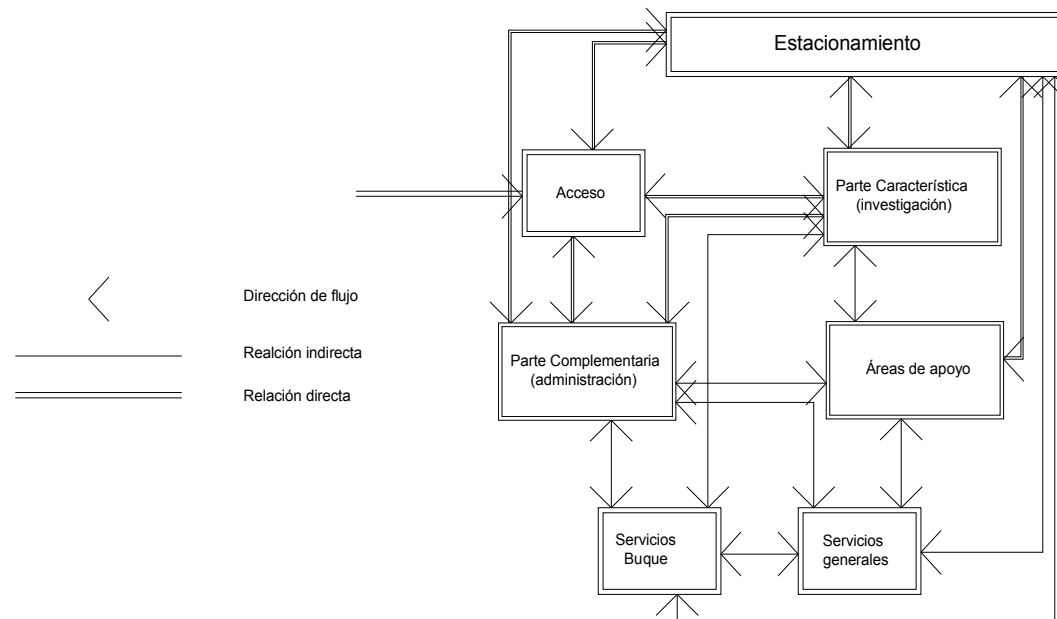 Estacionamiento
Acceso
Parte Característica
(investigación)
Dirección de flujo
Realción indirecta
Relación directa
Parte Complementaria
(administración)
Áreas de apoyo
Servicios
Buque
Servicios
generales